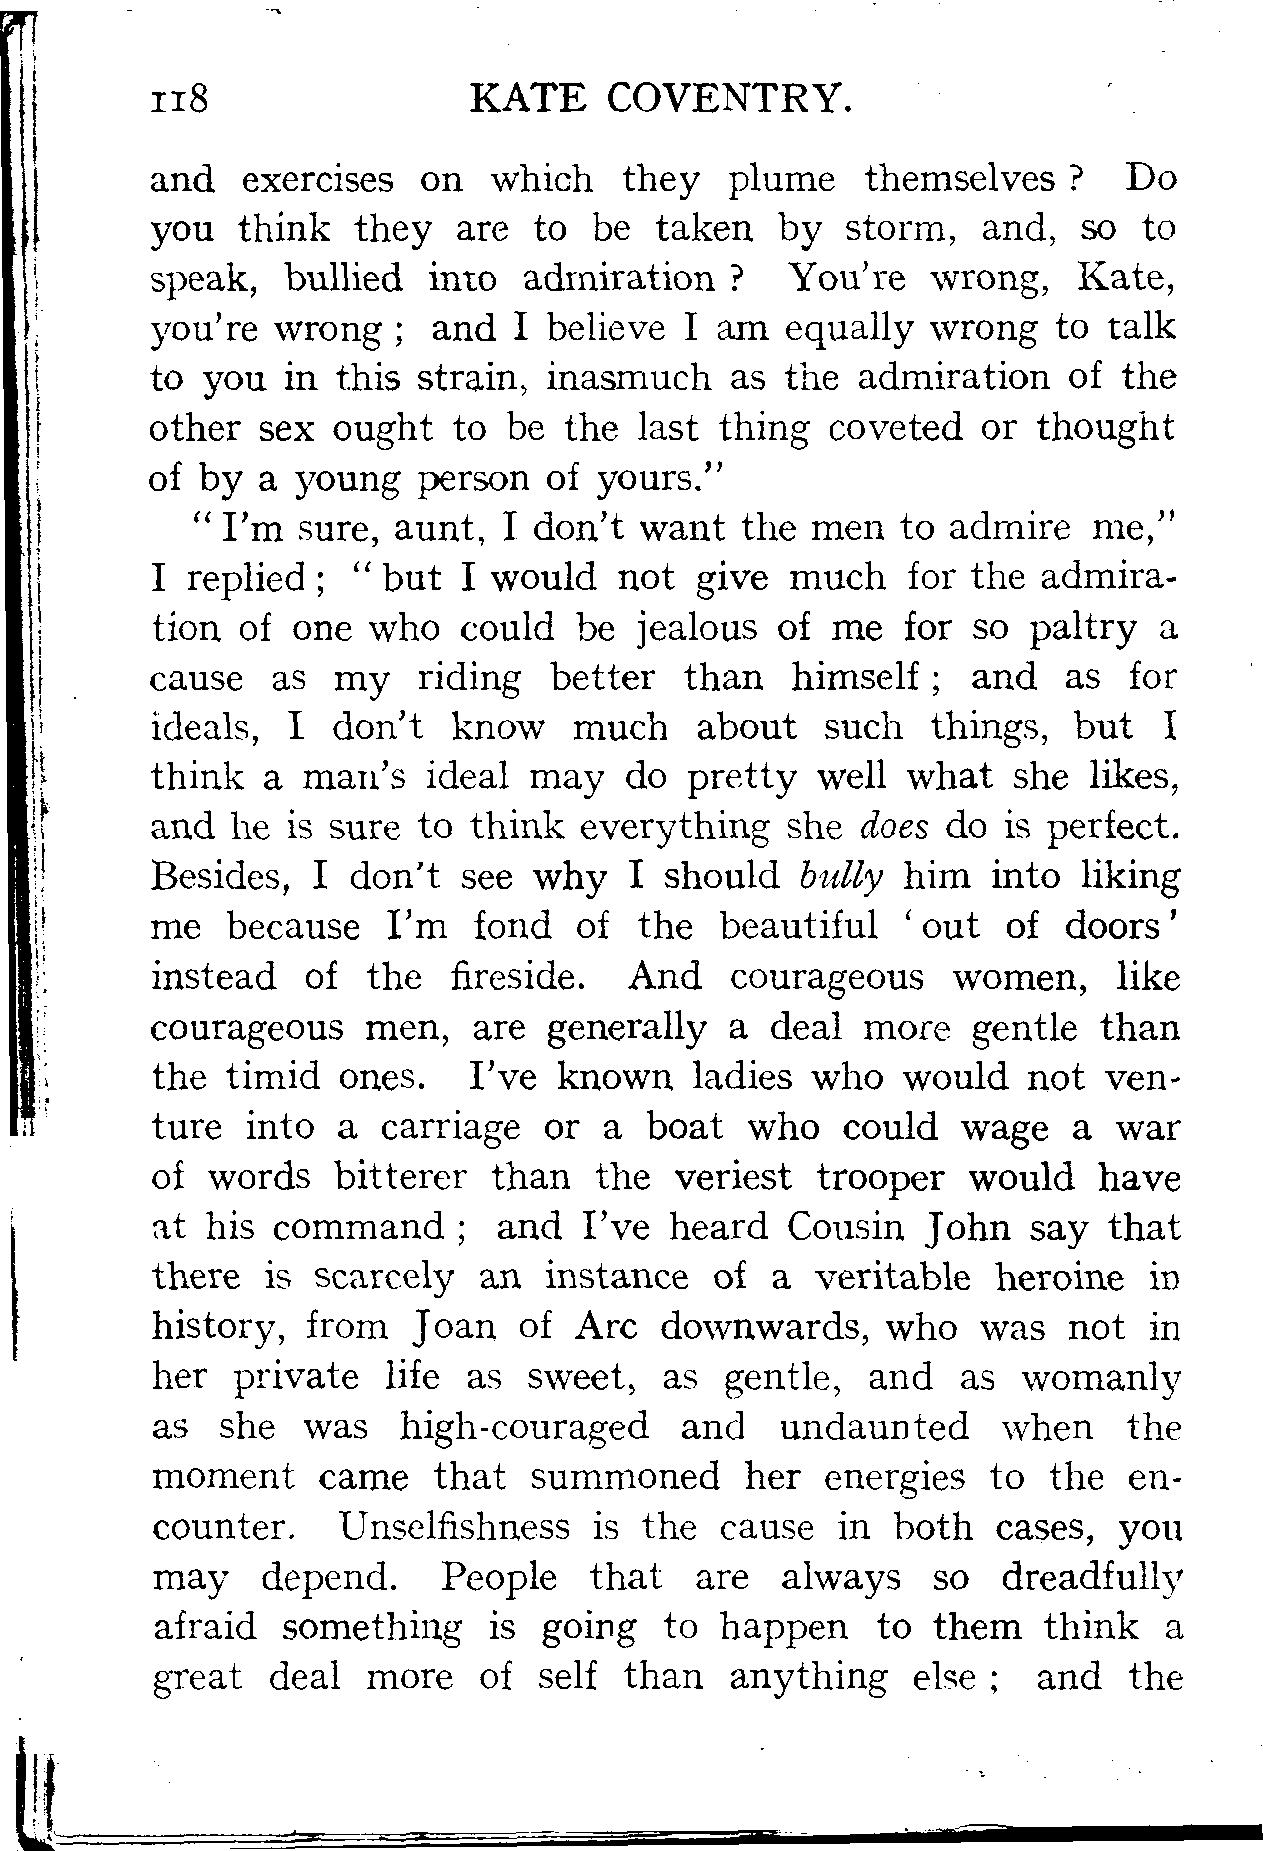 118 KATE COVENTRY.
and exercises on which they plume themselves ? Do
you think they are to be taken by storm, and, so to
speak, bullied into admiration ? You're wrong, Kate,
you're wrong ; and I believe I am equally wrong to talk
to you in this strain, inasmuch as the admiration of the
other sex ought to be the last thing coveted or thought
of by a young person of yours."
" I'm sure, aunt, I don't want the men to admire me,"
I replied ; " but I would not give much for the admira-
tion of one who could be jealous of me for so paltry a
cause as my riding better than himself ; and as for
ideals, I don't know much about such things, but I
think a man's ideal may do pretty well what she likes,
and he is sure to think everything she does do is perfect.
Besides, I don't see why I should bully him into liking
me because I'm fond of the beautiful ' out of doors '
instead of the fireside. And courageous women, like
courageous men, are generally a deal more gentle than
the timid ones. I've known ladies who would not ven-
ture into a carriage or a boat who could wage a war
of words bitterer than the veriest trooper would have
at his command ; and I've heard Cousin John say that
there is scarcely an instance of a veritable heroine in
history, from Joan of Arc downwards, who was not in
her private life as sweet, as gentle, and as womanly
as she was high-couraged and undaunted when the
moment came that summoned her energies to the en-
counter. Unselfishness is the cause in both cases, you
may depend. People that are always so dreadfully
afraid something is going to happen to them think a
great deal more of self than anything else ; and the